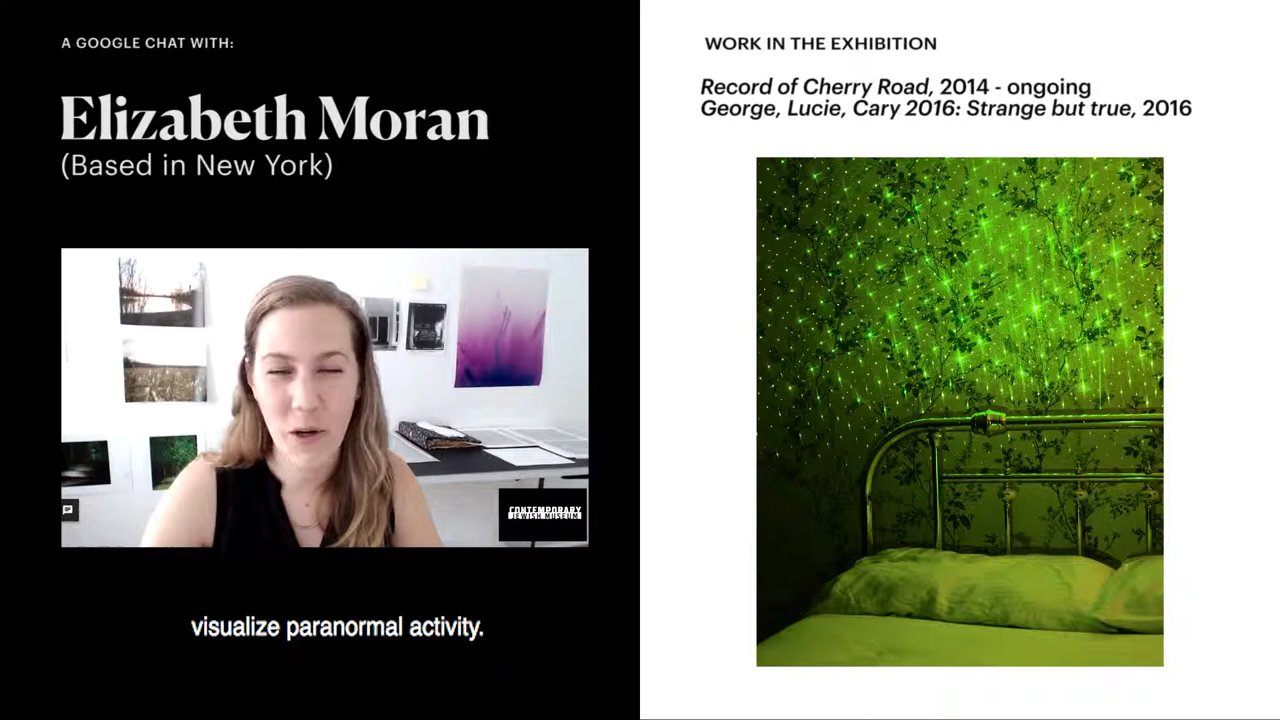 A GOOGLE CHAT WITH:
Elizabeth Moran
(Based in New York)
CONTEMPORARY
JEWISH MUSEUM
visualize paranormal activity.
WORK IN THE EXHIBITION
Record of Cherry Road, 2014 - ongoing
George, Lucie, Cary 2016: Strange but true, 2016